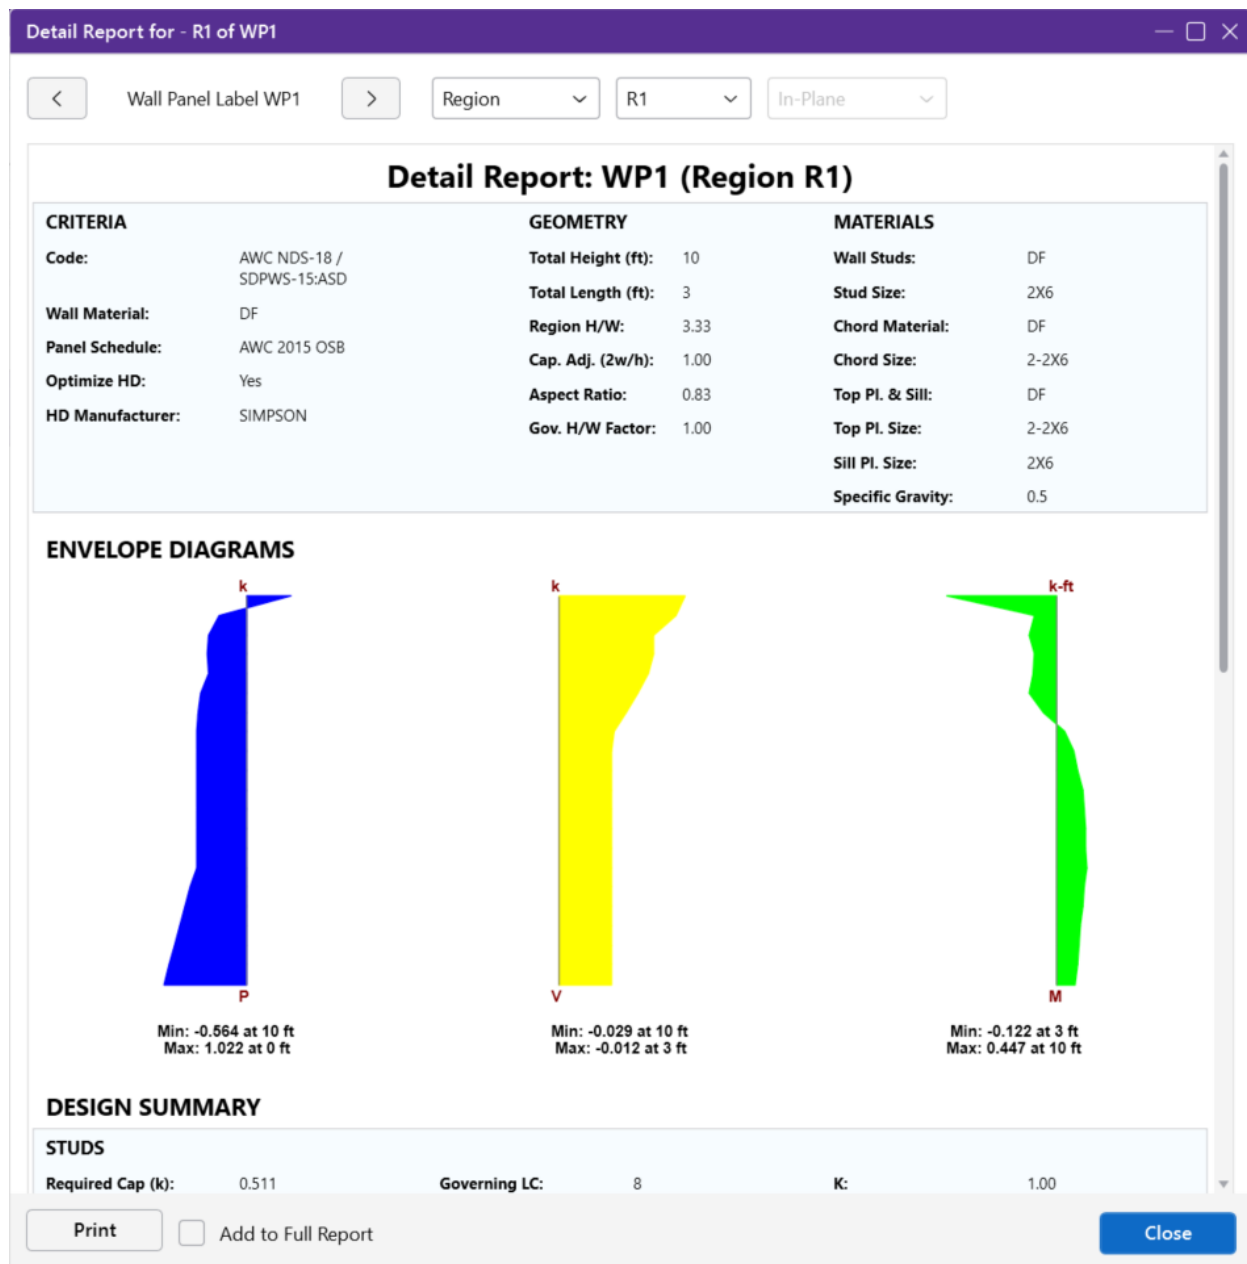 Detail Report for - R1 of WP1
Wall Panel Label WP1 Region R1 In-Plane
Detail Report: WP1 (Region R1)
CRITERIA
Code: AWC NDS-18 /
SDPWS-15:ASD
Wall Material: DF
Panel Schedule: AWC 2015 OSB
Optimize HD: Yes
HD Manufacturer: SIMPSON
GEOMETRY
Total Height (ft): 10
Total Length (ft): 3
Region H/W: 3.33
Cap. Adj. (2w/h): 1.00
Aspect Ratio: 0.83
Gov. H/W Factor: 1.00
MATERIALS
Wall Studs: DF
Stud Size: 2X6
Chord Material: DF
Chord Size: 2-2X6
Top Pl. & Sill: DF
Top Pl. Size: 2-2X6
Sill Pl. Size: 2X6
Specific Gravity: 0.5
ENVELOPE DIAGRAMS
k
P
Min: -0.564 at 10 ft
Max: 1.022 at 0 ft
k
V
Min: -0.029 at 10 ft
Max: -0.012 at 3 ft
k-ft
M
Min: -0.122 at 3 ft
Max: 0.447 at 10 ft
DESIGN SUMMARY
STUDS
Required Cap (k): 0.511 Governing LC: 8 K: 1.00
Print Add to Full Report Close